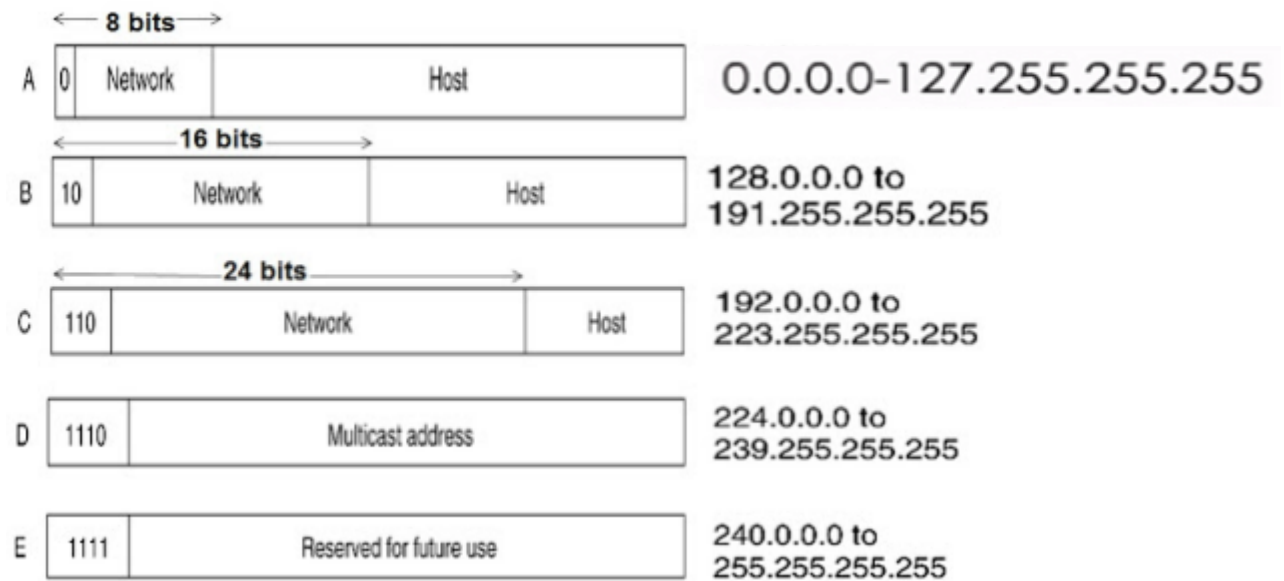 8 bits
A 0 Network Host 0.0.0.0-127.255.255.255
16 bits
B 10 Network Host 128.0.0.0 to
191.255.255.255
24 bits
C 110 Network Host 192.0.0.0 to
223.255.255.255
D 1110 Multicast address 224.0.0.0 to
239.255.255.255
E 1111 Reserved for future use 240.0.0.0 to
255.255.255.255